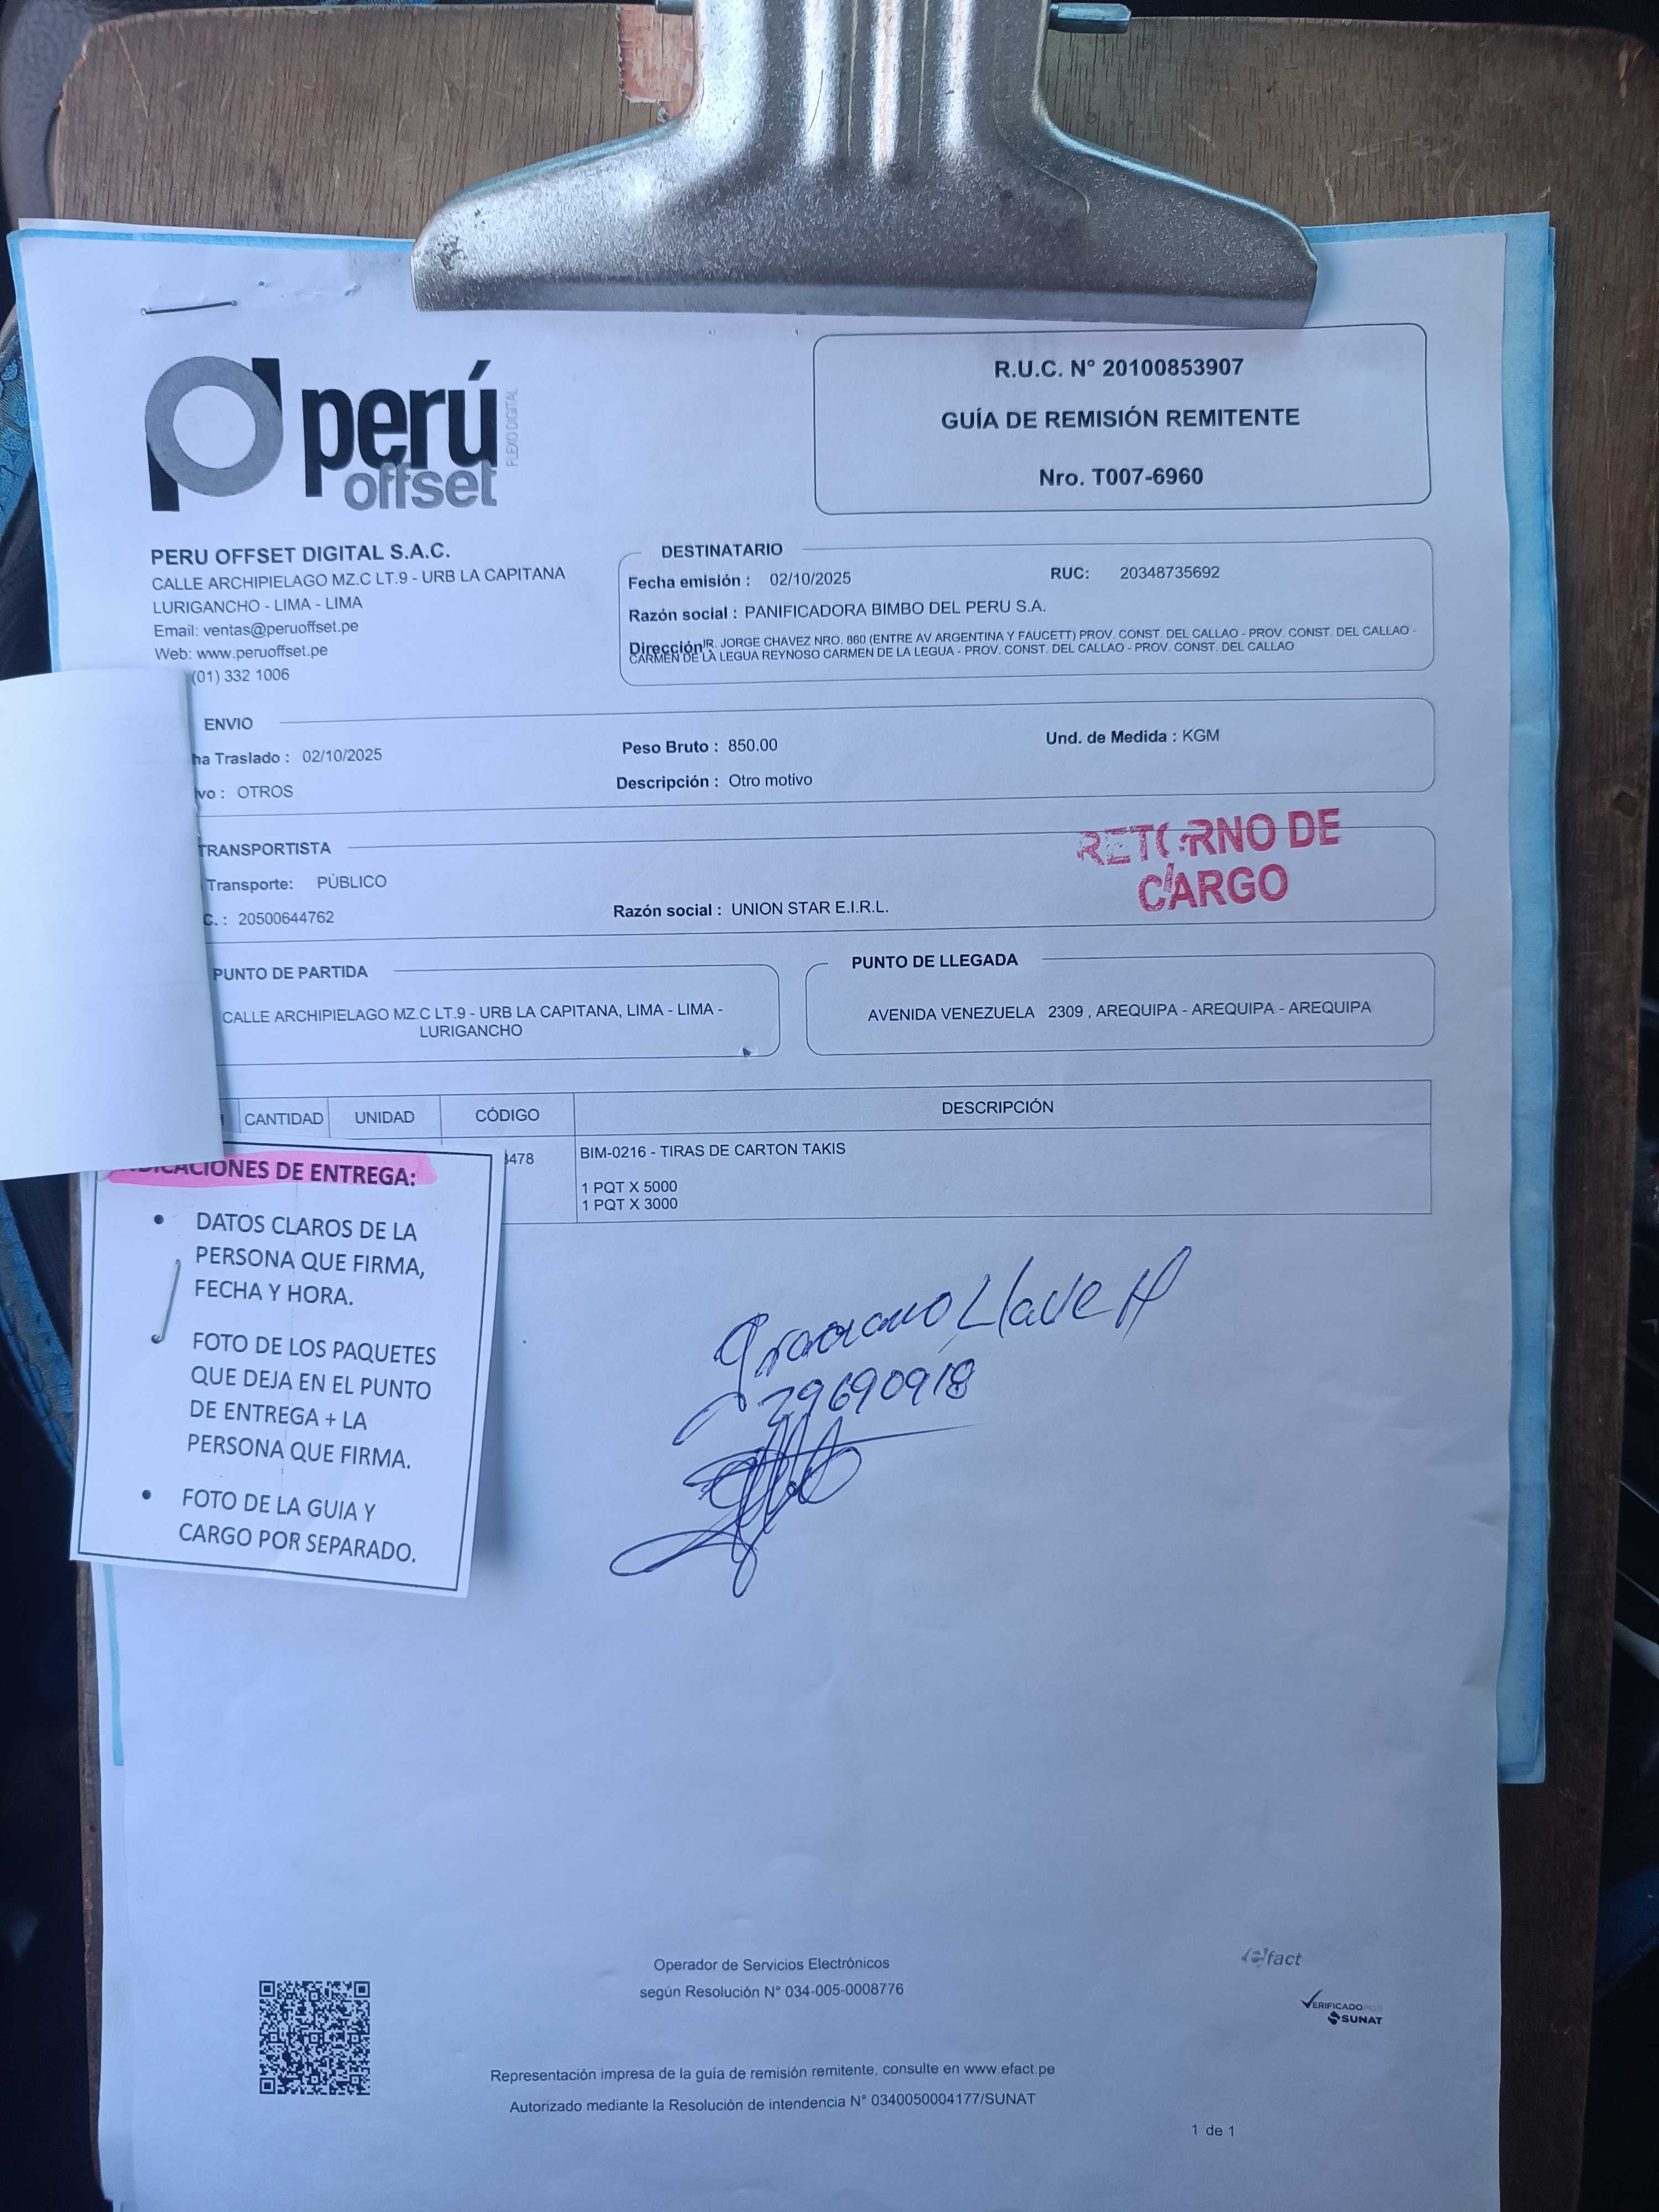 perú
offset
FLEXO DIGITAL
R.U.C. N° 20100853907
GUÍA DE REMISIÓN REMITENTE
Nro. T007-6960
PERU OFFSET DIGITAL S.A.C.
CALLE ARCHIPIELAGO MZ.C LT.9 - URB LA CAPITANA
LURIGANCHO - LIMA - LIMA
Email: ventas@peruoffset.pe
Web: www.peruoffset.pe
(01) 332 1006
DESTINATARIO
Fecha emisión : 02/10/2025 RUC: 20348735692
Razón social : PANIFICADORA BIMBO DEL PERU S.A.
Dirección JR. JORGE CHAVEZ NRO. 860 (ENTRE AV ARGENTINA Y FAUCETT) PROV. CONST. DEL CALLAO - PROV. CONST. DEL CALLAO -
CARMEN DE LA LEGUA REYNOSO CARMEN DE LA LEGUA - PROV. CONST. DEL CALLAO - PROV. CONST. DEL CALLAO
ENVIO
ha Traslado : 02/10/2025 Peso Bruto : 850.00 Und. de Medida : KGM
vo : OTROS Descripción : Otro motivo
TRANSPORTISTA
Transporte: PÚBLICO
C. : 20500644762 Razón social : UNION STAR E.I.R.L.
RETORNO DE
CARGO
PUNTO DE PARTIDA
CALLE ARCHIPIELAGO MZ.C LT.9 - URB LA CAPITANA, LIMA - LIMA -
LURIGANCHO
PUNTO DE LLEGADA
AVENIDA VENEZUELA 2309 , AREQUIPA - AREQUIPA - AREQUIPA
CANTIDAD UNIDAD CÓDIGO DESCRIPCIÓN
478 BIM-0216 - TIRAS DE CARTON TAKIS
1 PQT X 5000
1 PQT X 3000
DICACIONES DE ENTREGA:
• DATOS CLAROS DE LA
PERSONA QUE FIRMA,
FECHA Y HORA.
FOTO DE LOS PAQUETES
QUE DEJA EN EL PUNTO
DE ENTREGA + LA
PERSONA QUE FIRMA.
• FOTO DE LA GUIA Y
CARGO POR SEPARADO.
Llave H
29690918
Operador de Servicios Electrónicos
según Resolución N° 034-005-0008776
efact
VERIFICADO POR
SUNAT
Representación impresa de la guía de remisión remitente, consulte en www.efact.pe
Autorizado mediante la Resolución de intendencia N° 0340050004177/SUNAT
1 de 1